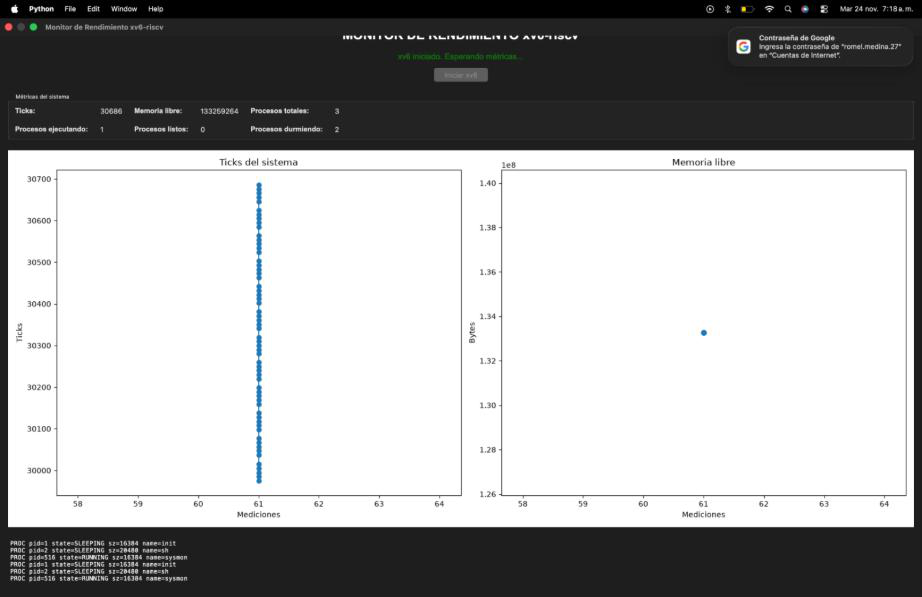 Python File Edit Window Help Mar 24 nov. 7:18 a. m.
Monitor de Rendimiento xv6-riscv
MONITOR DE RENDIMIENTO xv6-riscv
Contraseña de Google
Ingresa la contraseña de "romel.medina.27"
en "Cuentas de Internet".
xv6 iniciado. Esperando métricas...
Iniciar xv6
Métricas del sistema
Ticks: 30686 Memoria libre: 133259264 Procesos totales: 3
Procesos ejecutando: 1 Procesos listos: 0 Procesos durmiendo: 2
Ticks del sistema
30700
30600
30500
30400
30300
30200
30100
30000
Ticks
58 59 60 61 62 63 64
Mediciones
Memoria libre
1e8
1.40
1.38
1.36
1.34
1.32
1.30
1.28
1.26
Bytes
58 59 60 61 62 63 64
Mediciones
PROC pid=1 state=SLEEPING sz=16384 name=init
PROC pid=2 state=SLEEPING sz=20480 name=sh
PROC pid=516 state=RUNNING sz=16384 name=sysmon
PROC pid=1 state=SLEEPING sz=16384 name=init
PROC pid=2 state=SLEEPING sz=20480 name=sh
PROC pid=516 state=RUNNING sz=16384 name=sysmon